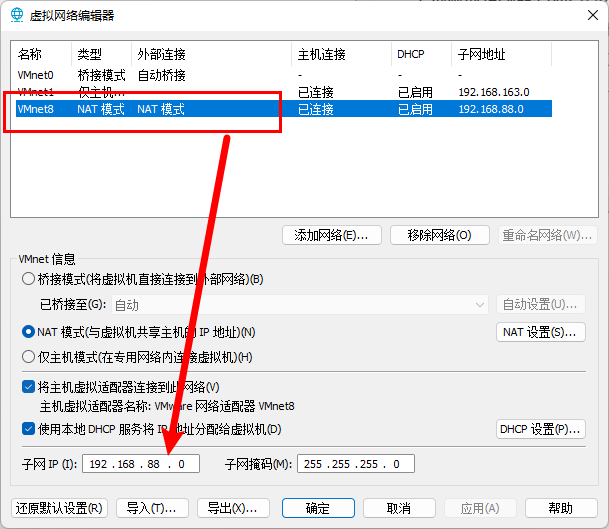 虚拟网络编辑器
名称 类型 外部连接 主机连接 DHCP 子网地址
VMnet0 桥接模式 自动桥接 - - -
VMnet1 仅主机... - 已连接 已启用 192.168.163.0
VMnet8 NAT 模式 NAT 模式 已连接 已启用 192.168.88.0
添加网络(E)... 移除网络(O) 重命名网络(W)...
VMnet 信息
桥接模式(将虚拟机直接连接到外部网络)(B)
已桥接至(G): 自动 自动设置(U)...
NAT 模式(与虚拟机共享主机的 IP 地址)(N) NAT 设置(S)...
仅主机模式(在专用网络内连接虚拟机)(H)
将主机虚拟适配器连接到此网络(V)
主机虚拟适配器名称: VMware 网络适配器 VMnet8
使用本地 DHCP 服务将 IP 地址分配给虚拟机(D) DHCP 设置(P)...
子网 IP (I): 192 .168 . 88 . 0 子网掩码(M): 255 .255 .255 . 0
还原默认设置(R) 导入(T)... 导出(X)... 确定 取消 应用(A) 帮助